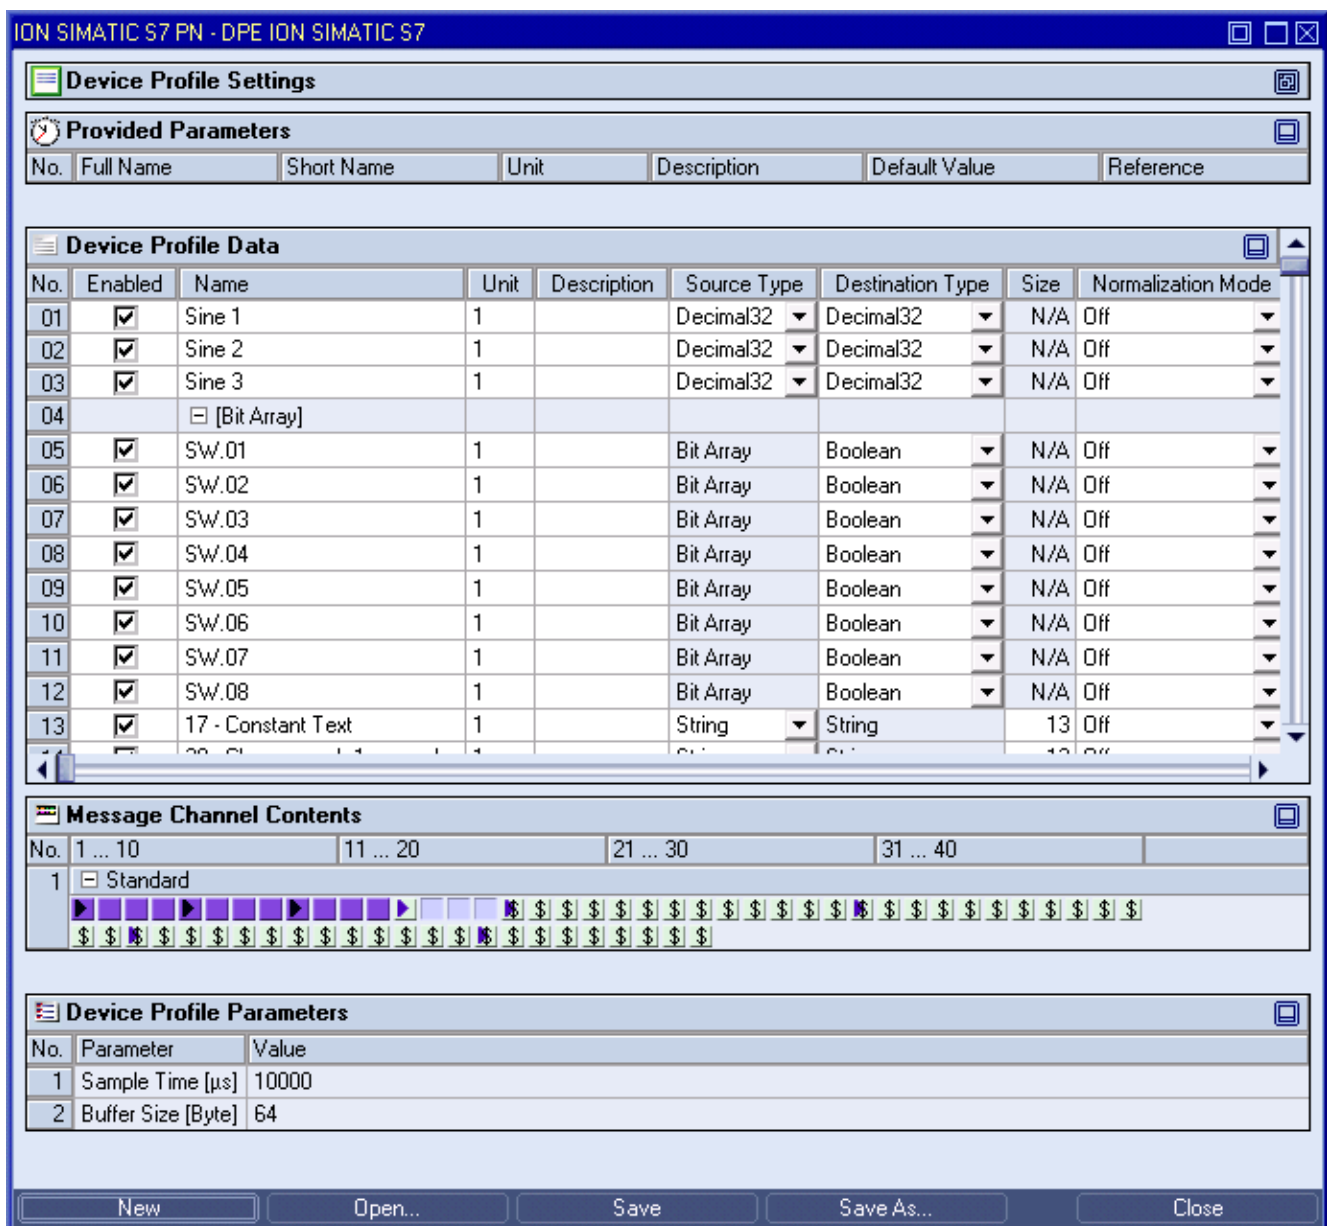 ION SIMATIC S7 PN - DPE ION SIMATIC S7
Device Profile Settings
Provided Parameters
No. Full Name Short Name Unit Description Default Value Reference
Device Profile Data
No. Enabled Name Unit Description Source Type Destination Type Size Normalization Mode
01 Sine 1 1 Decimal32 Decimal32 N/A Off
02 Sine 2 1 Decimal32 Decimal32 N/A Off
03 Sine 3 1 Decimal32 Decimal32 N/A Off
04 [Bit Array]
05 SW.01 1 Bit Array Boolean N/A Off
06 SW.02 1 Bit Array Boolean N/A Off
07 SW.03 1 Bit Array Boolean N/A Off
08 SW.04 1 Bit Array Boolean N/A Off
09 SW.05 1 Bit Array Boolean N/A Off
10 SW.06 1 Bit Array Boolean N/A Off
11 SW.07 1 Bit Array Boolean N/A Off
12 SW.08 1 Bit Array Boolean N/A Off
13 17 - Constant Text 1 String String 13 Off
Message Channel Contents
No. 1 ... 10 11 ... 20 21 ... 30 31 ... 40
1 Standard
$ $ $ $ $ $ $ $ $ $ $ $ $ $ $ $ $ $ $ $ $ $ $ $
$ $ $ $ $ $ $ $ $ $ $ $ $ $ $ $ $ $ $ $ $ $ $ $
Device Profile Parameters
No. Parameter Value
1 Sample Time [µs] 10000
2 Buffer Size [Byte] 64
New Open... Save Save As... Close